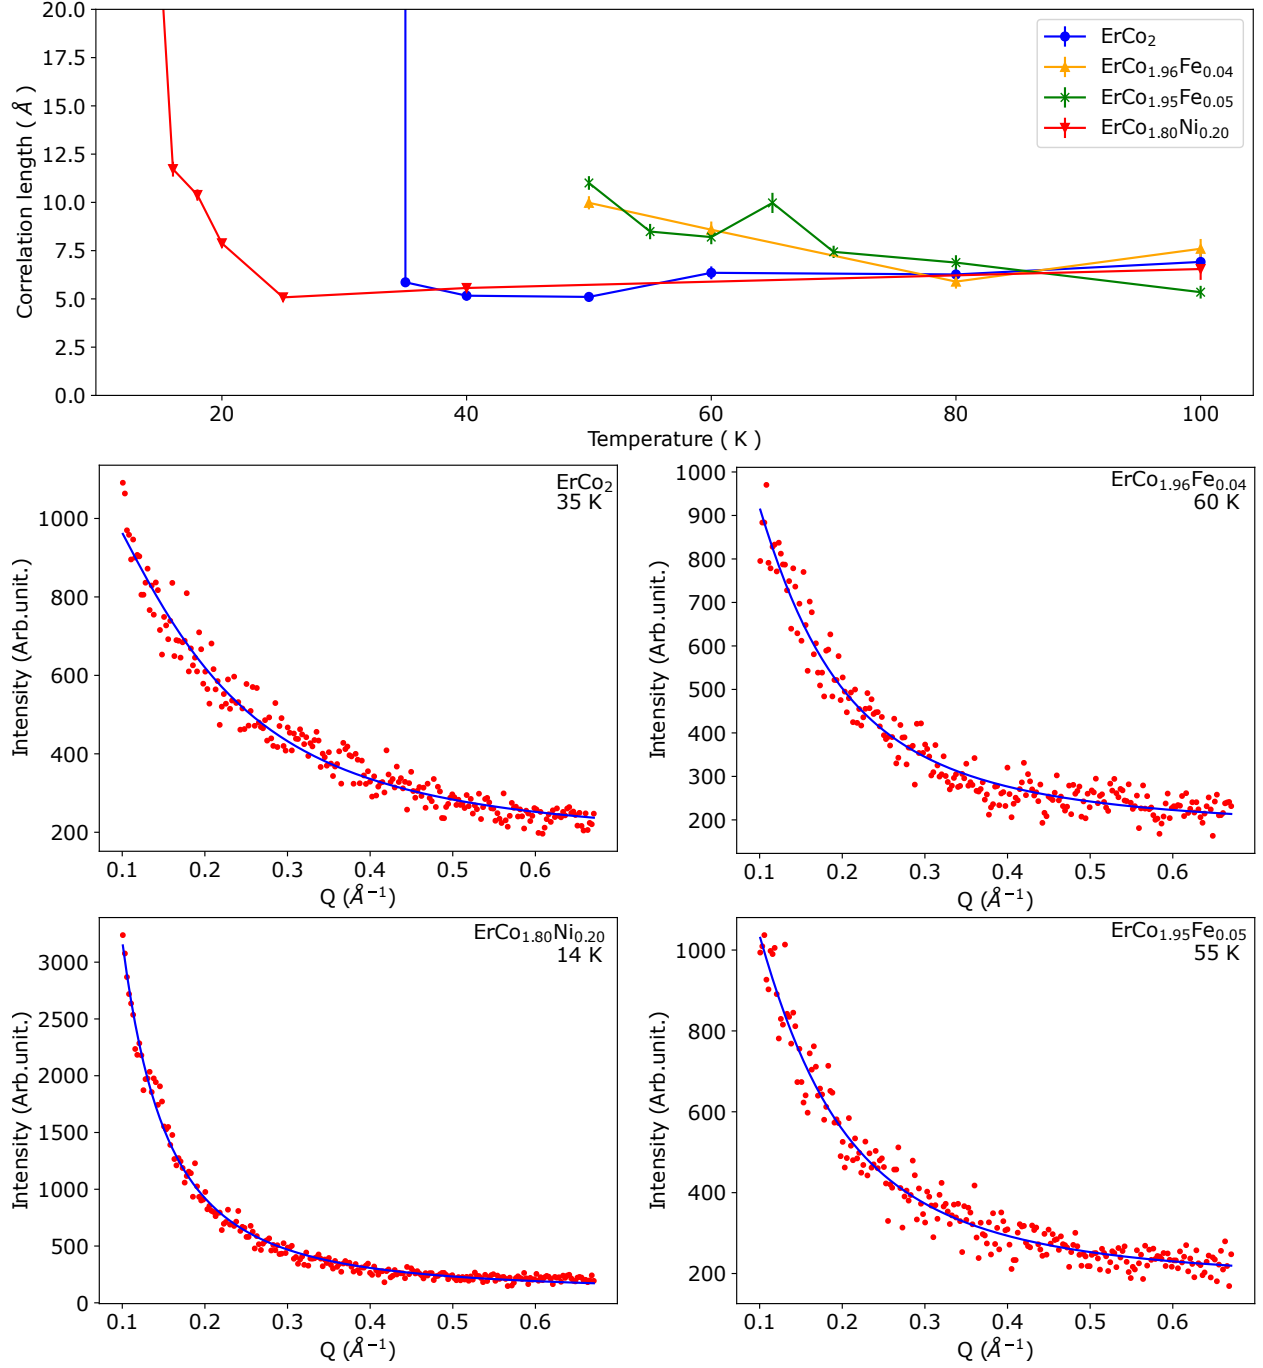 20.0
17.5
15.0
12.5
10.0
7.5
5.0
2.5
0.0
Correlation length ( Å )
ErCo₂
ErCo₁.₉₆Fe₀.₀₄
ErCo₁.₉₅Fe₀.₀₅
ErCo₁.₈₀Ni₀.₂₀
20 40 60 80 100
Temperature ( K )
ErCo₂
35 K
1000
800
600
400
200
Intensity (Arb.unit.)
0.1 0.2 0.3 0.4 0.5 0.6
Q (Å⁻¹)
ErCo₁.₉₆Fe₀.₀₄
60 K
1000
900
800
700
600
500
400
300
200
Intensity (Arb.unit.)
0.1 0.2 0.3 0.4 0.5 0.6
Q (Å⁻¹)
ErCo₁.₈₀Ni₀.₂₀
14 K
3000
2500
2000
1500
1000
500
0
Intensity (Arb.unit.)
0.1 0.2 0.3 0.4 0.5 0.6
Q (Å⁻¹)
ErCo₁.₉₅Fe₀.₀₅
55 K
1000
800
600
400
200
Intensity (Arb.unit.)
0.1 0.2 0.3 0.4 0.5 0.6
Q (Å⁻¹)